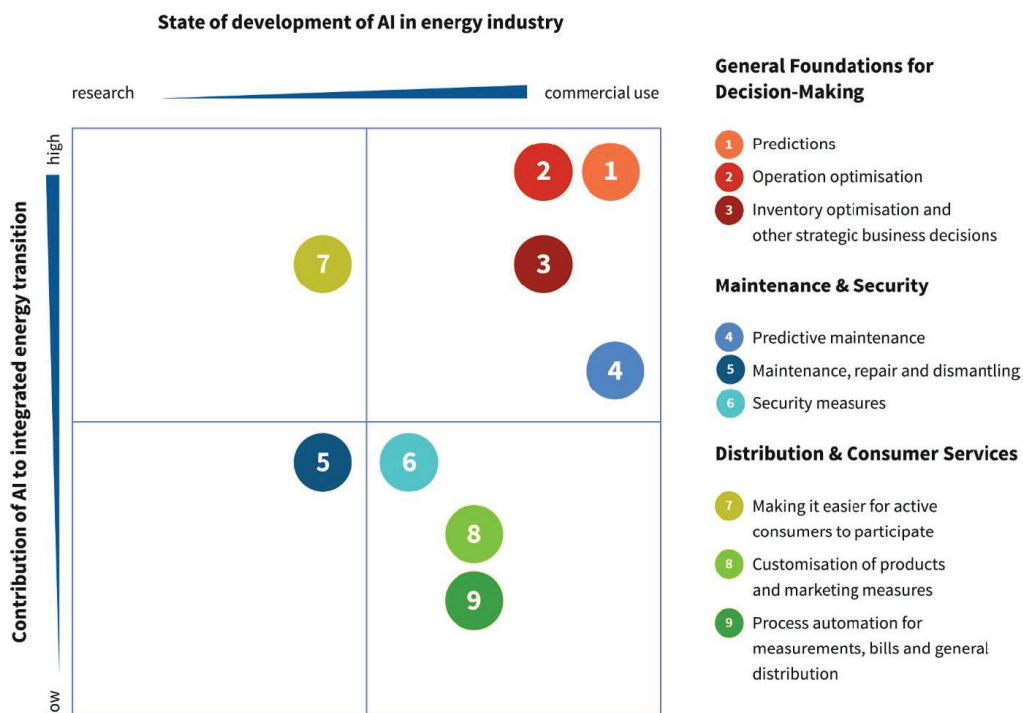 State of development of AI in energy industry
research
commercial use
Contribution of AI to integrated energy transition
high
ow
2
1
7
3
4
5
6
8
9
General Foundations for
Decision-Making
1 Predictions
2 Operation optimisation
3 Inventory optimisation and
other strategic business decisions
Maintenance & Security
4 Predictive maintenance
5 Maintenance, repair and dismantling
6 Security measures
Distribution & Consumer Services
7 Making it easier for active
consumers to participate
8 Customisation of products
and marketing measures
9 Process automation for
measurements, bills and general
distribution